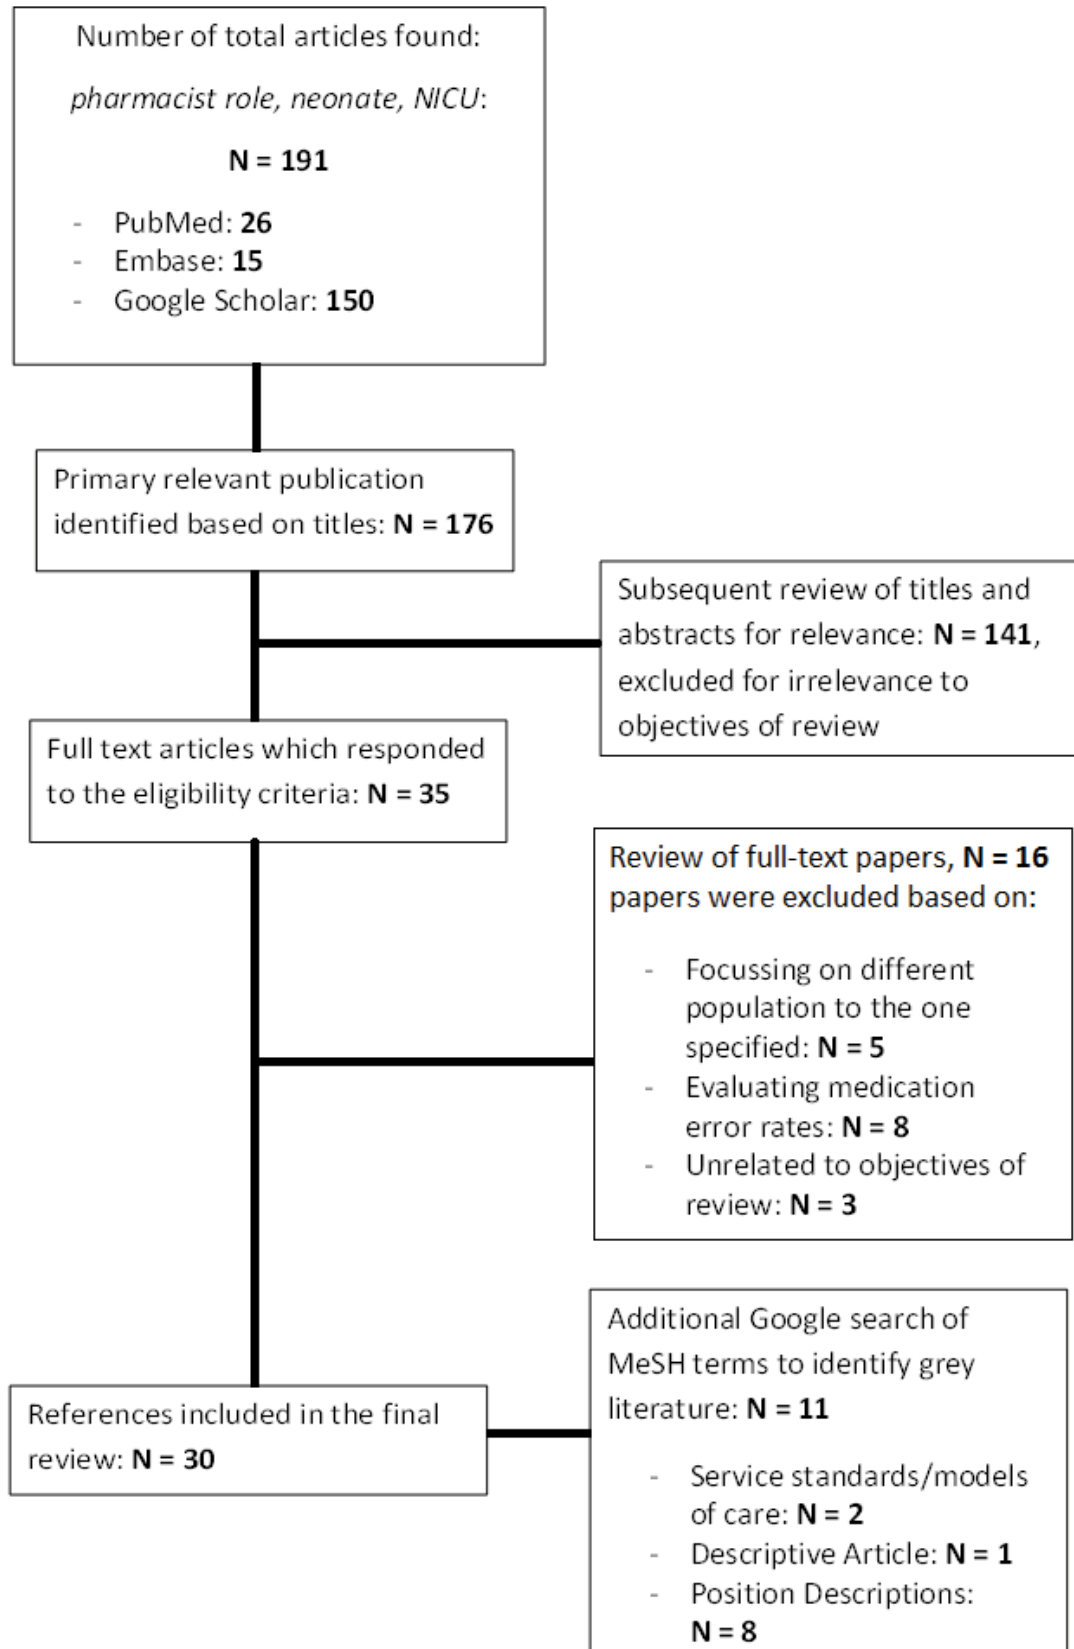 Number of total articles found:
pharmacist role, neonate, NICU:
N = 191
- PubMed: 26
- Embase: 15
- Google Scholar: 150
Primary relevant publication
identified based on titles: N = 176
Subsequent review of titles and
abstracts for relevance: N = 141,
excluded for irrelevance to
objectives of review
Full text articles which responded
to the eligibility criteria: N = 35
Review of full-text papers, N = 16
papers were excluded based on:
- Focussing on different
population to the one
specified: N = 5
- Evaluating medication
error rates: N = 8
- Unrelated to objectives of
review: N = 3
Additional Google search of
MeSH terms to identify grey
literature: N = 11
- Service standards/models
of care: N = 2
- Descriptive Article: N = 1
- Position Descriptions:
N = 8
References included in the final
review: N = 30